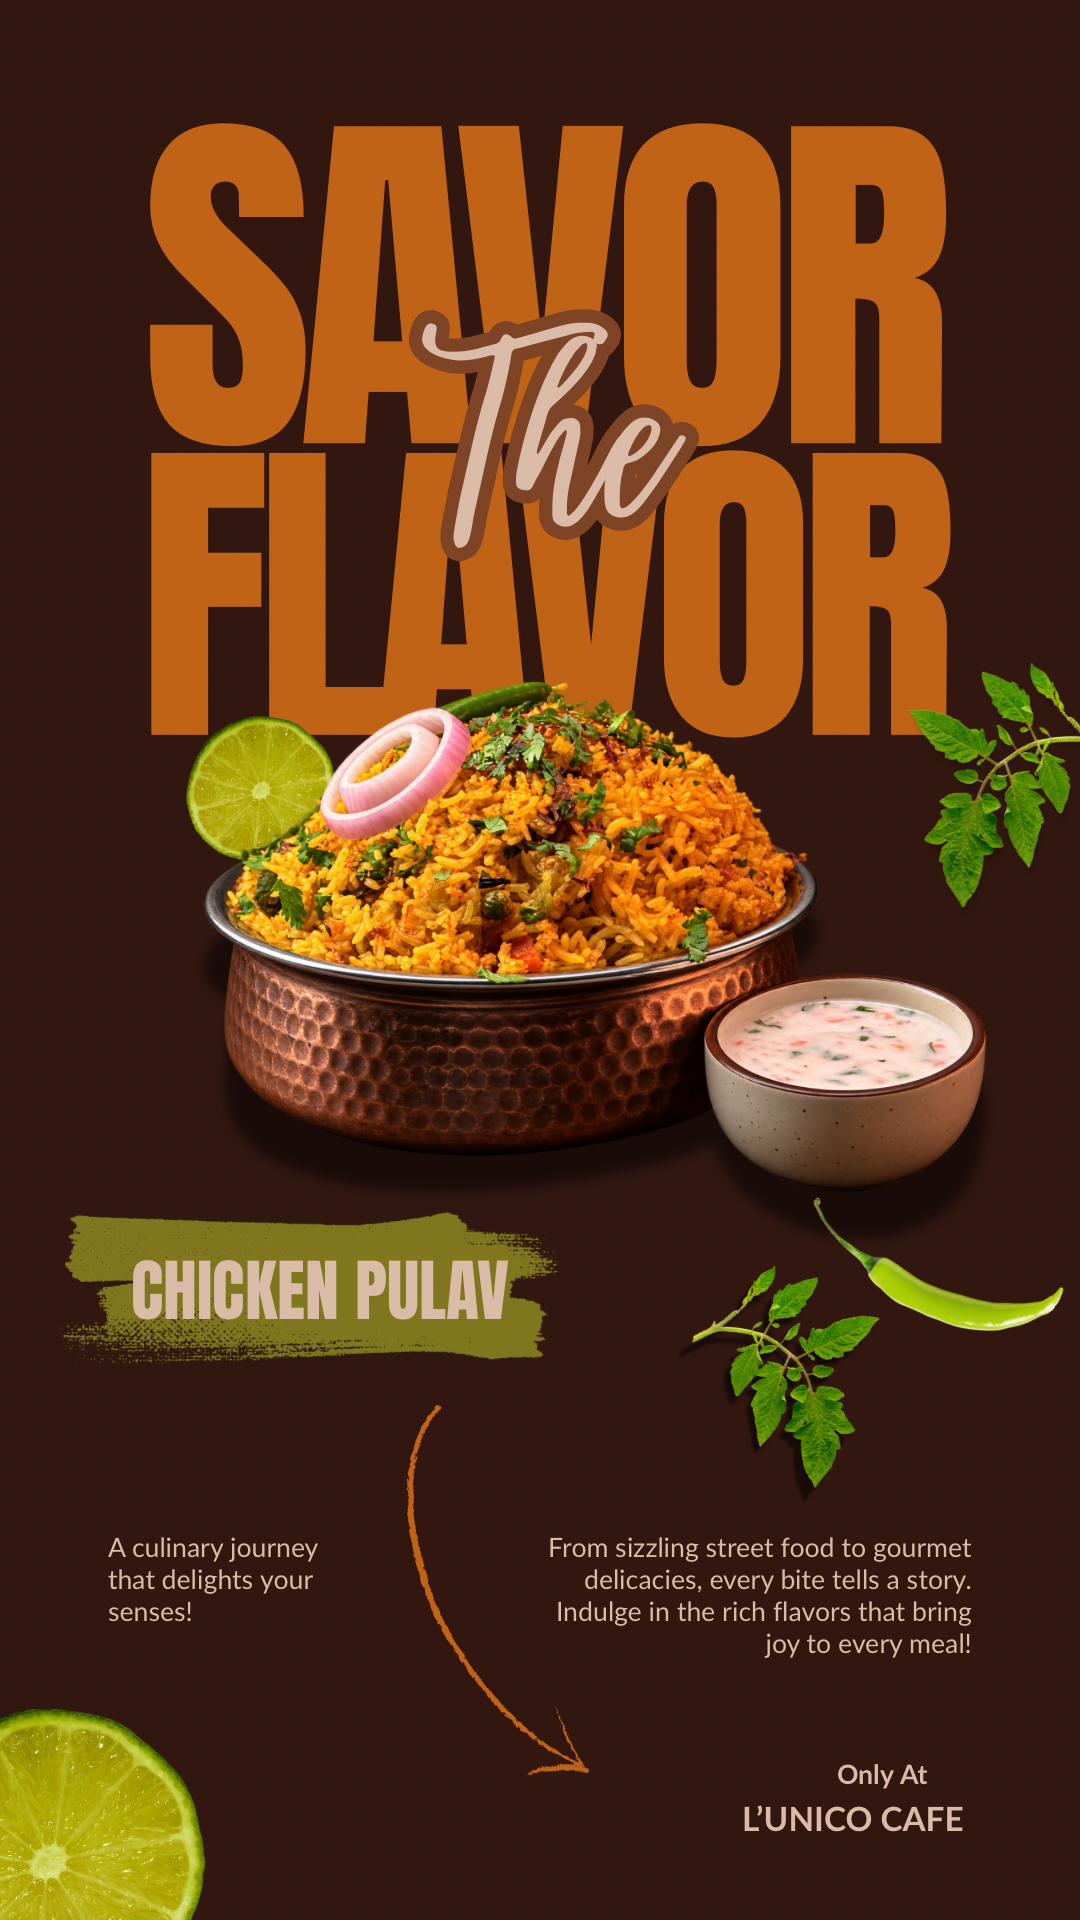 SAVOR
The
FLAVOR
CHICKEN PULAV
A culinary journey
that delights your
senses!
From sizzling street food to gourmet
delicacies, every bite tells a story.
Indulge in the rich flavors that bring
joy to every meal!
Only At
L’UNICO CAFE